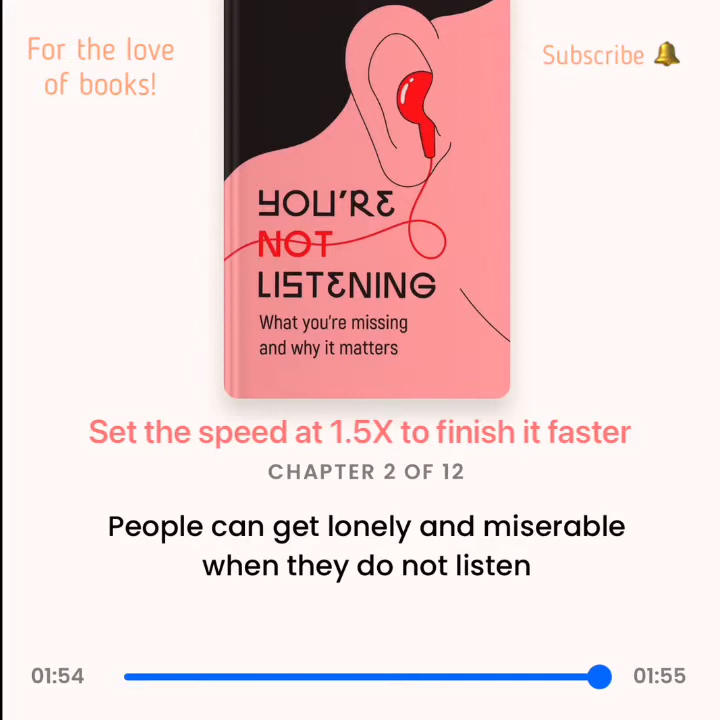 For the love
of books!
Subscribe 🔔
YOU'RE
NOT
LISTENING
What you're missing
and why it matters
Set the speed at 1.5X to finish it faster
CHAPTER 2 OF 12
People can get lonely and miserable
when they do not listen
01:54
01:55